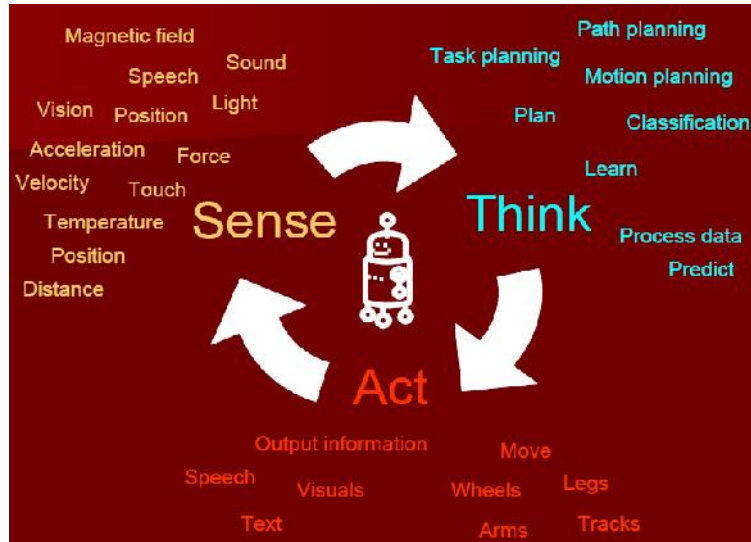 Magnetic field
Speech
Sound
Vision
Position
Light
Acceleration
Force
Velocity
Touch
Temperature
Position
Distance
Sense
Path planning
Task planning
Motion planning
Plan
Classification
Learn
Think
Process data
Predict
Act
Output information
Move
Speech
Visuals
Wheels
Legs
Text
Arms
Tracks